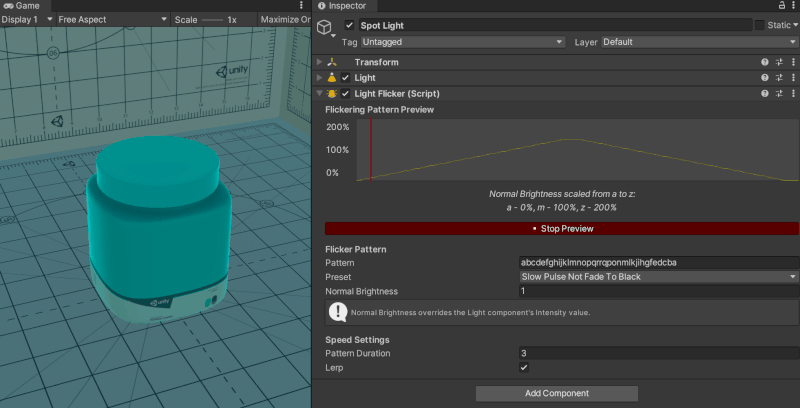 Game
Display 1
Free Aspect
Scale
1x
Maximize On
unity
06
unity
Inspector
Spot Light
Static
Tag
Untagged
Layer
Default
Transform
Light
Light Flicker (Script)
Flickering Pattern Preview
200%
100%
0%
Normal Brightness scaled from a to z:
a - 0%, m - 100%, z - 200%
• Stop Preview
Flicker Pattern
Pattern
abcdefghijklmnopqrrqponmlkjihgfedcba
Preset
Slow Pulse Not Fade To Black
Normal Brightness
1
Normal Brightness overrides the Light component's Intensity value.
Speed Settings
Pattern Duration
3
Lerp
Add Component